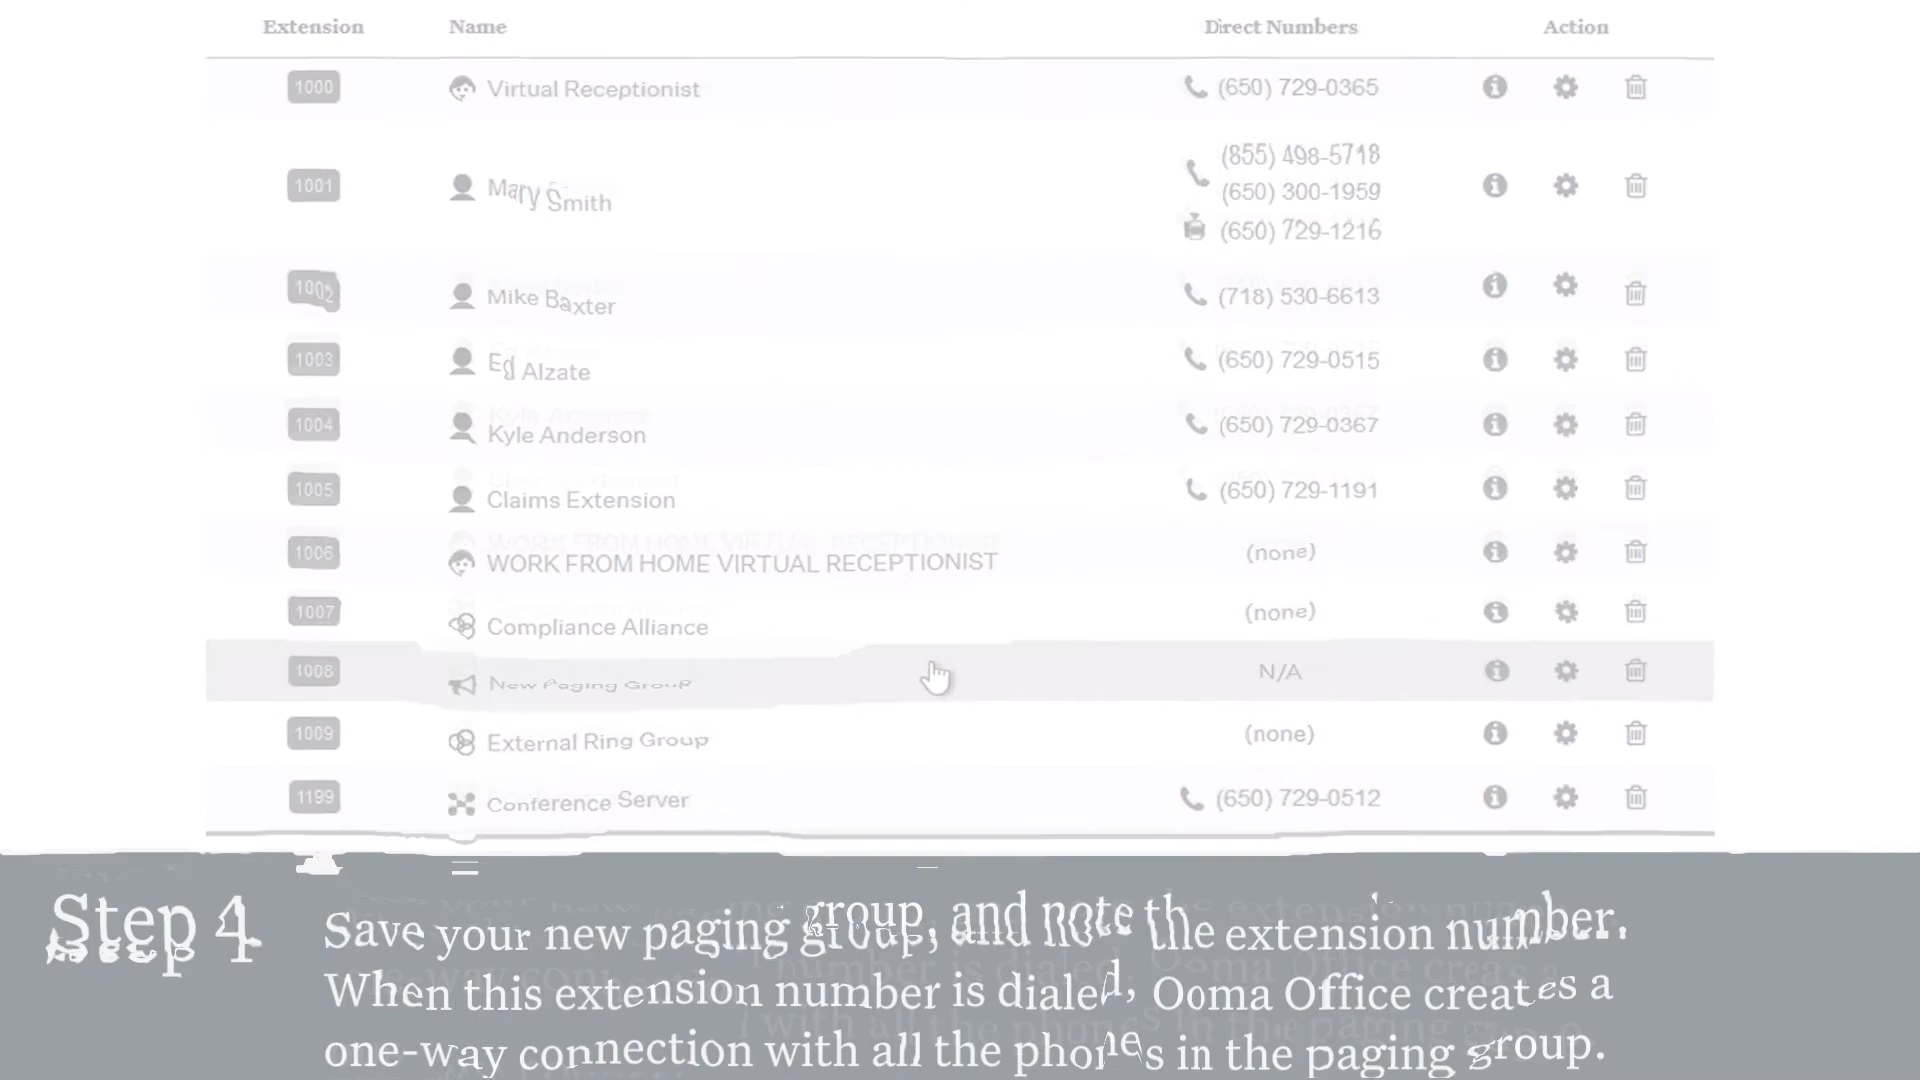 Extension Name Direct Numbers Action
1000 Virtual Receptionist (650) 729-0365
(855) 498-5718
1001 Mary Smith (650) 300-1959
(650) 729-1216
1002 Mike Baxter (718) 530-6613
1003 Ed Alzate (650) 729-0515
1004 Kyle Anderson (650) 729-0367
1005 Claims Extension (650) 729-1191
1006 WORK FROM HOME VIRTUAL RECEPTIONIST (none)
1007 Compliance Alliance (none)
1008 New Paging Group N/A
1009 External Ring Group (none)
1199 Conference Server (650) 729-0512
Step 4
Save your new paging group, and note the extension number.
When this extension number is dialed, Ooma Office creates a
one-way connection with all the phones in the paging group.